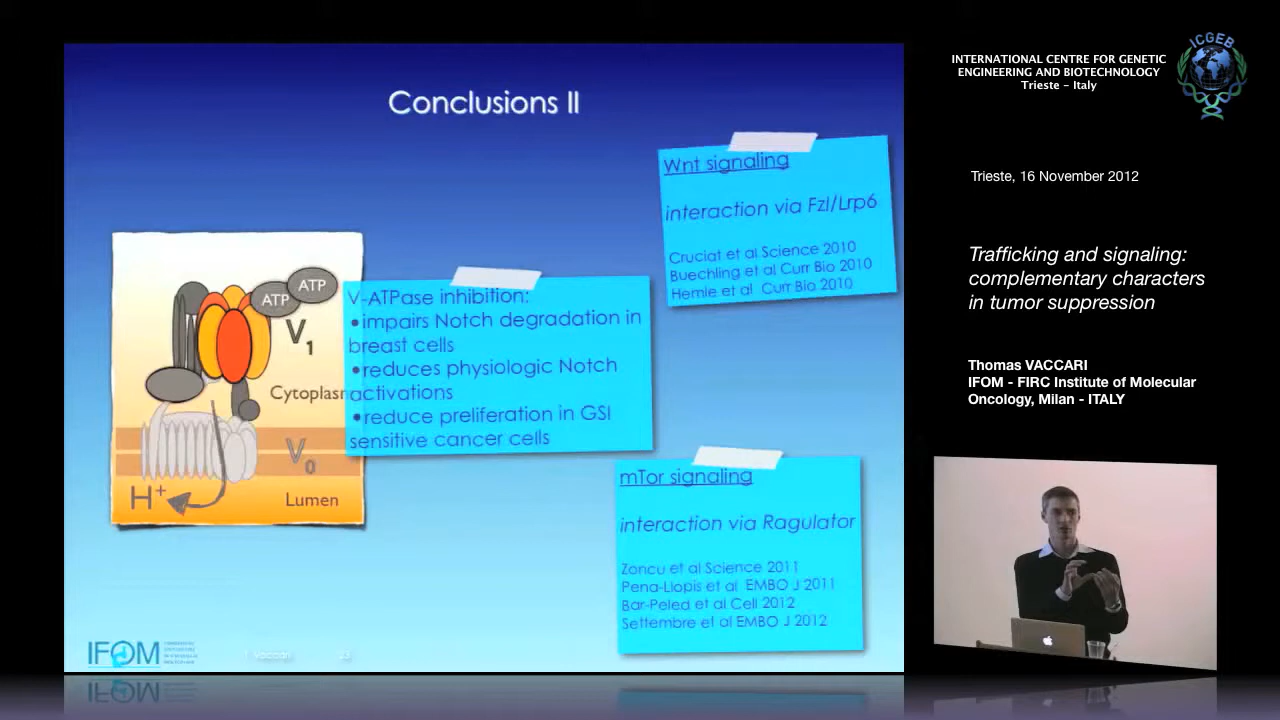 Conclusions II
Wnt signaling
interaction via Fzl/Lrp6
Cruciat et al Science 2010
Buechling et al Curr Bio 2010
Hemle et al Curr Bio 2010
ATP
ATP
V1
Cytoplasm
V0
H+
Lumen
V-ATPase inhibition:
•impairs Notch degradation in
breast cells
•reduces physiologic Notch
activations
•reduce preliferation in GSI
sensitive cancer cells
mTor signaling
interaction via Ragulator
Zoncu et al Science 2011
Pena-Llopis et al EMBO J 2011
Bar-Peled et al Cell 2012
Settembre et al EMBO J 2012
IFOM
T. Vaccari
23
INTERNATIONAL CENTRE FOR GENETIC
ENGINEERING AND BIOTECHNOLOGY
Trieste – Italy
ICGEB
Trieste, 16 November 2012
Trafficking and signaling:
complementary characters
in tumor suppression
Thomas VACCARI
IFOM - FIRC Institute of Molecular
Oncology, Milan - ITALY